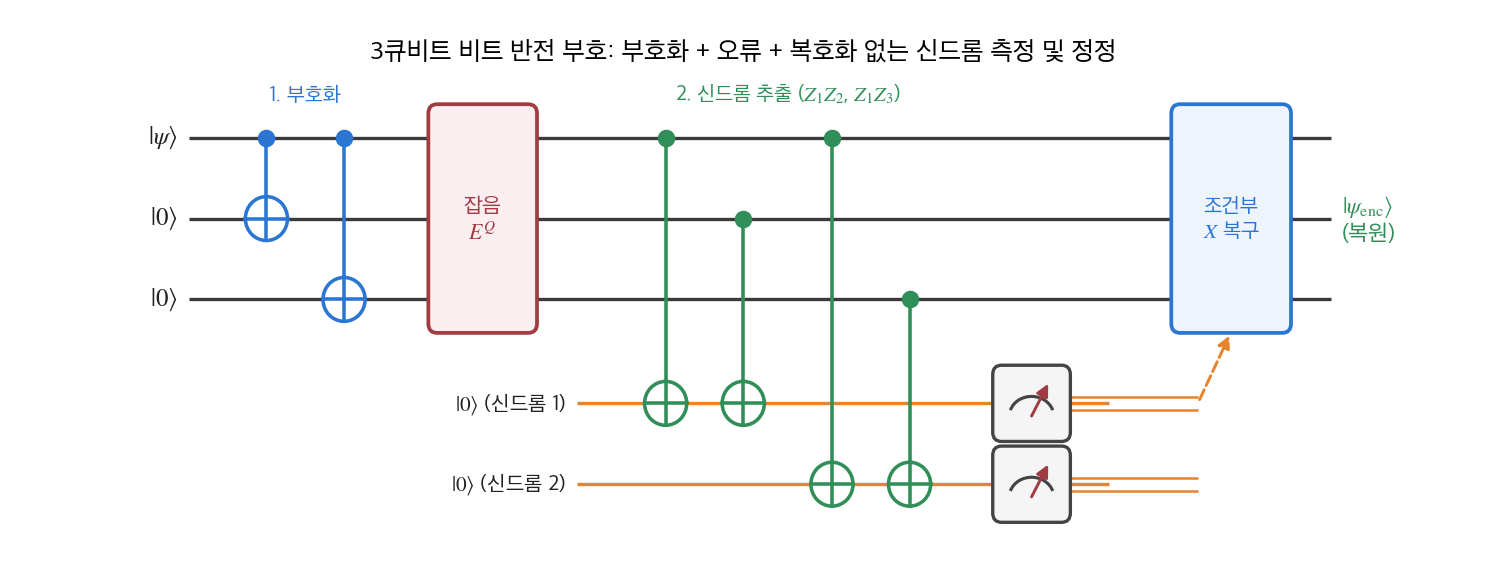 3큐비트 비트 반전 부호: 부호화 + 오류 + 복호화 없는 신드롬 측정 및 정정
1. 부호화
2. 신드롬 추출 (Z₁Z₂, Z₁Z₃)
|ψ⟩
|0⟩
|0⟩
잡음
E^Q
조건부
X 복구
|ψ_enc⟩
(복원)
|0⟩ (신드롬 1)
|0⟩ (신드롬 2)